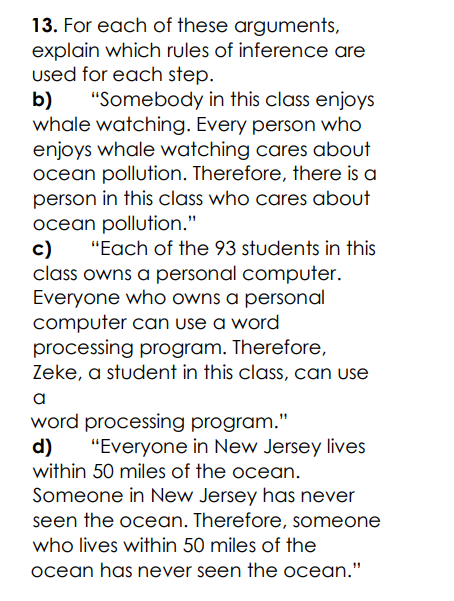 13. For each of these arguments,
explain which rules of inference are
used for each step.
b) “Somebody in this class enjoys
whale watching. Every person who
enjoys whale watching cares about
ocean pollution. Therefore, there is a
person in this class who cares about
ocean pollution.”
c) “Each of the 93 students in this
class owns a personal computer.
Everyone who owns a personal
computer can use a word
processing program. Therefore,
Zeke, a student in this class, can use
a
word processing program.”
d) “Everyone in New Jersey lives
within 50 miles of the ocean.
Someone in New Jersey has never
seen the ocean. Therefore, someone
who lives within 50 miles of the
ocean has never seen the ocean.”